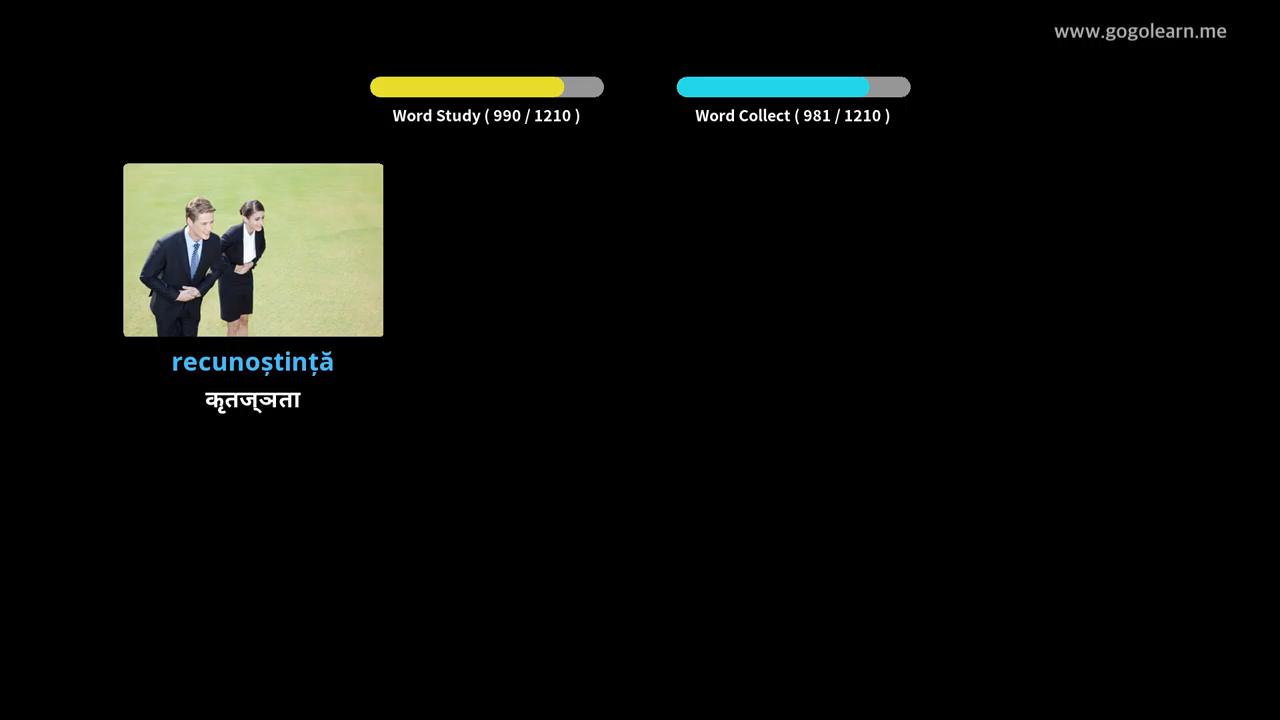 www.gogolearn.me
Word Study ( 990 / 1210 )
Word Collect ( 981 / 1210 )
recunoștință
कृतज्ञता